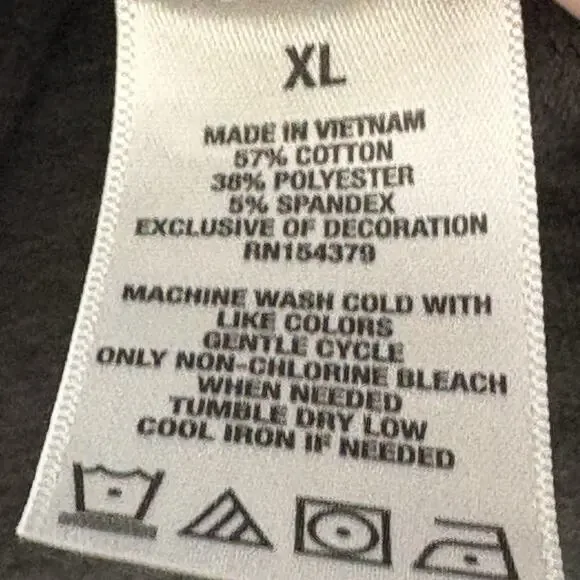 XL
MADE IN VIETNAM
57% COTTON
38% POLYESTER
5% SPANDEX
EXCLUSIVE OF DECORATION
RN154379
MACHINE WASH COLD WITH
LIKE COLORS
GENTLE CYCLE
ONLY NON-CHLORINE BLEACH
WHEN NEEDED
TUMBLE DRY LOW
COOL IRON IF NEEDED